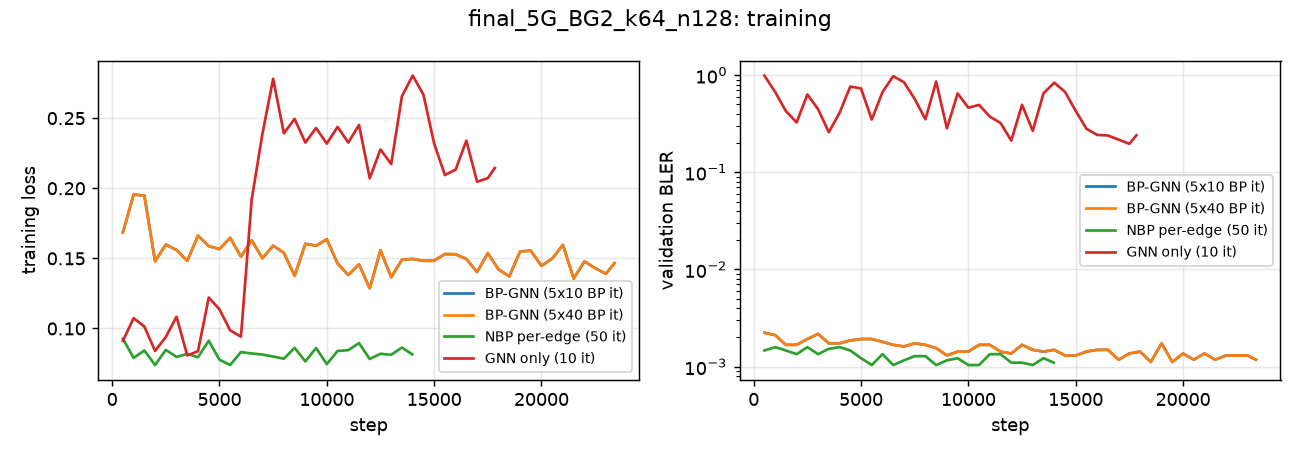 final_5G_BG2_k64_n128: training
training loss
0.25
0.20
0.15
0.10
0
5000
10000
15000
20000
step
BP-GNN (5x10 BP it)
BP-GNN (5x40 BP it)
NBP per-edge (50 it)
GNN only (10 it)
validation BLER
10⁰
10⁻¹
10⁻²
10⁻³
0
5000
10000
15000
20000
step
BP-GNN (5x10 BP it)
BP-GNN (5x40 BP it)
NBP per-edge (50 it)
GNN only (10 it)